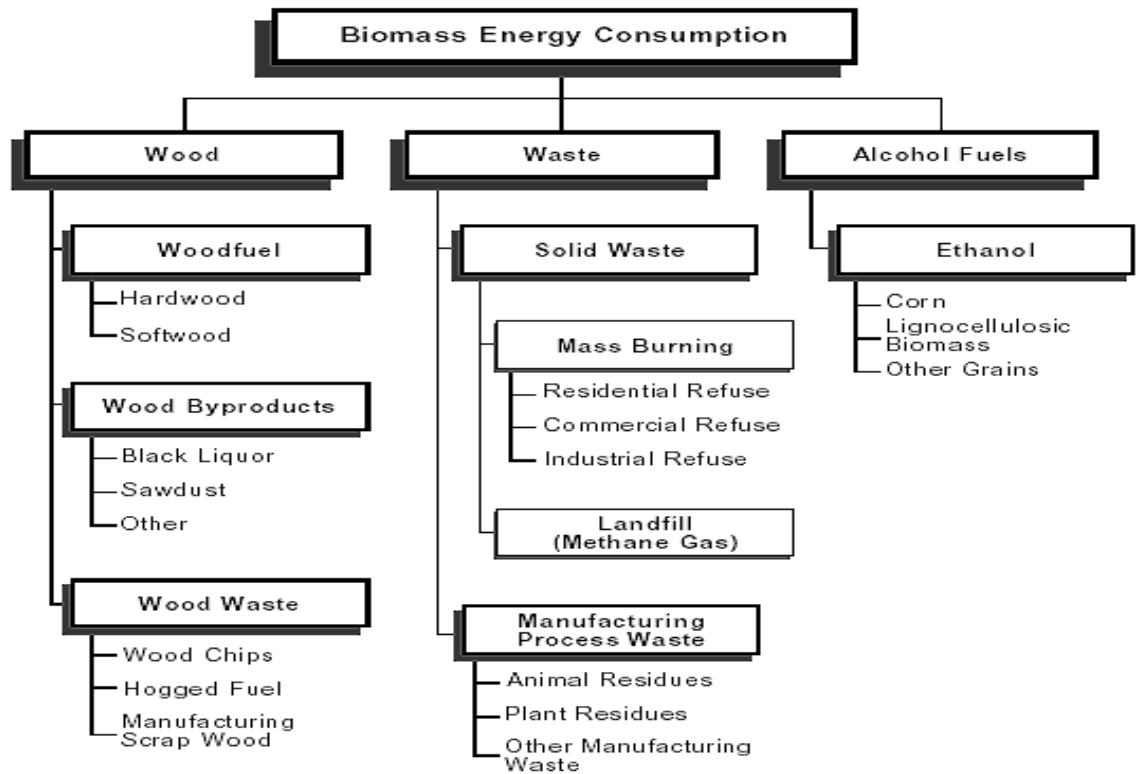 Biomass Energy Consumption
Wood
Waste
Alcohol Fuels
Woodfuel
Hardwood
Softwood
Wood Byproducts
Black Liquor
Sawdust
Other
Wood Waste
Wood Chips
Hogged Fuel
Manufacturing
Scrap Wood
Solid Waste
Mass Burning
Residential Refuse
Commercial Refuse
Industrial Refuse
Landfill
(Methane Gas)
Manufacturing
Process Waste
Animal Residues
Plant Residues
Other Manufacturing
Waste
Ethanol
Corn
Lignocellulosic
Biomass
Other Grains